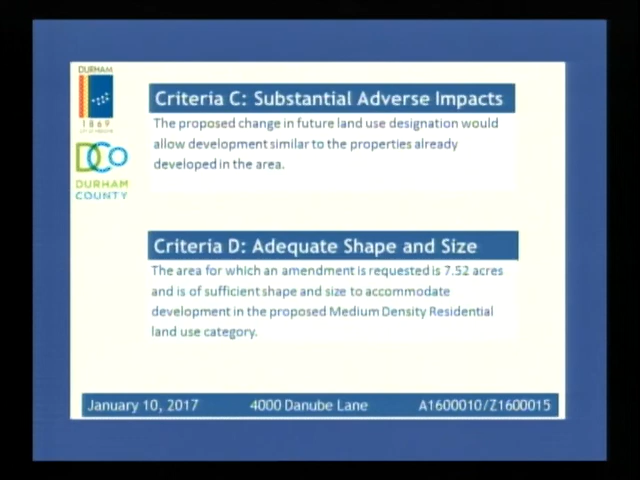 DURHAM
1869
DCo
DURHAM
COUNTY
Criteria C: Substantial Adverse Impacts
The proposed change in future land use designation would
allow development similar to the properties already
developed in the area.
Criteria D: Adequate Shape and Size
The area for which an amendment is requested is 7.52 acres
and is of sufficient shape and size to accommodate
development in the proposed Medium Density Residential
land use category.
January 10, 2017 4000 Danube Lane A1600010/Z1600015